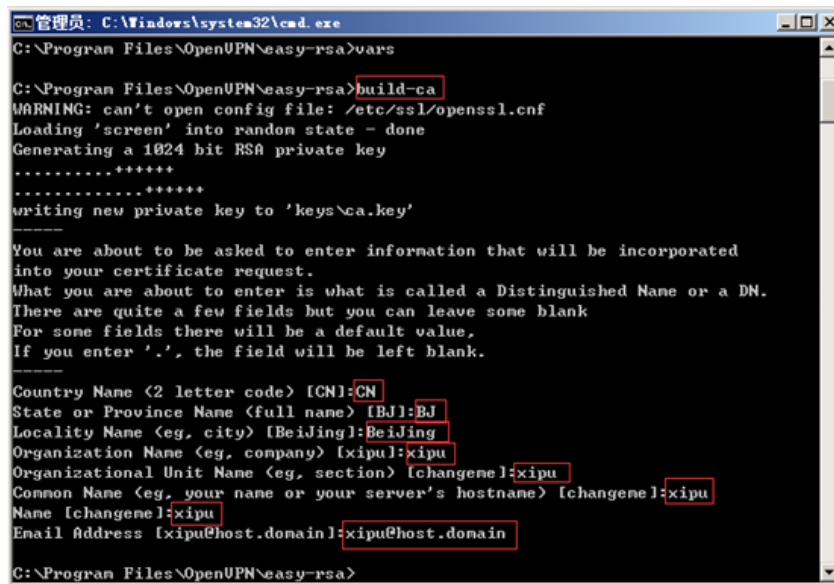 管理员: C:\Windows\system32\cmd.exe
C:\Program Files\OpenVPN\easy-rsa>vars
C:\Program Files\OpenVPN\easy-rsa>build-ca
WARNING: can't open config file: /etc/ssl/openssl.cnf
Loading 'screen' into random state - done
Generating a 1024 bit RSA private key
..........++++++
.............++++++
writing new private key to 'keys\ca.key'
-----
You are about to be asked to enter information that will be incorporated
into your certificate request.
What you are about to enter is what is called a Distinguished Name or a DN.
There are quite a few fields but you can leave some blank
For some fields there will be a default value,
If you enter '.', the field will be left blank.
-----
Country Name (2 letter code) [CN]:CN
State or Province Name (full name) [BJ]:BJ
Locality Name (eg, city) [BeiJing]:BeiJing
Organization Name (eg, company) [xipu]:xipu
Organizational Unit Name (eg, section) [changeme]:xipu
Common Name (eg, your name or your server's hostname) [changeme]:xipu
Name [changeme]:xipu
Email Address [xipu@host.domain]:xipu@host.domain
C:\Program Files\OpenVPN\easy-rsa>